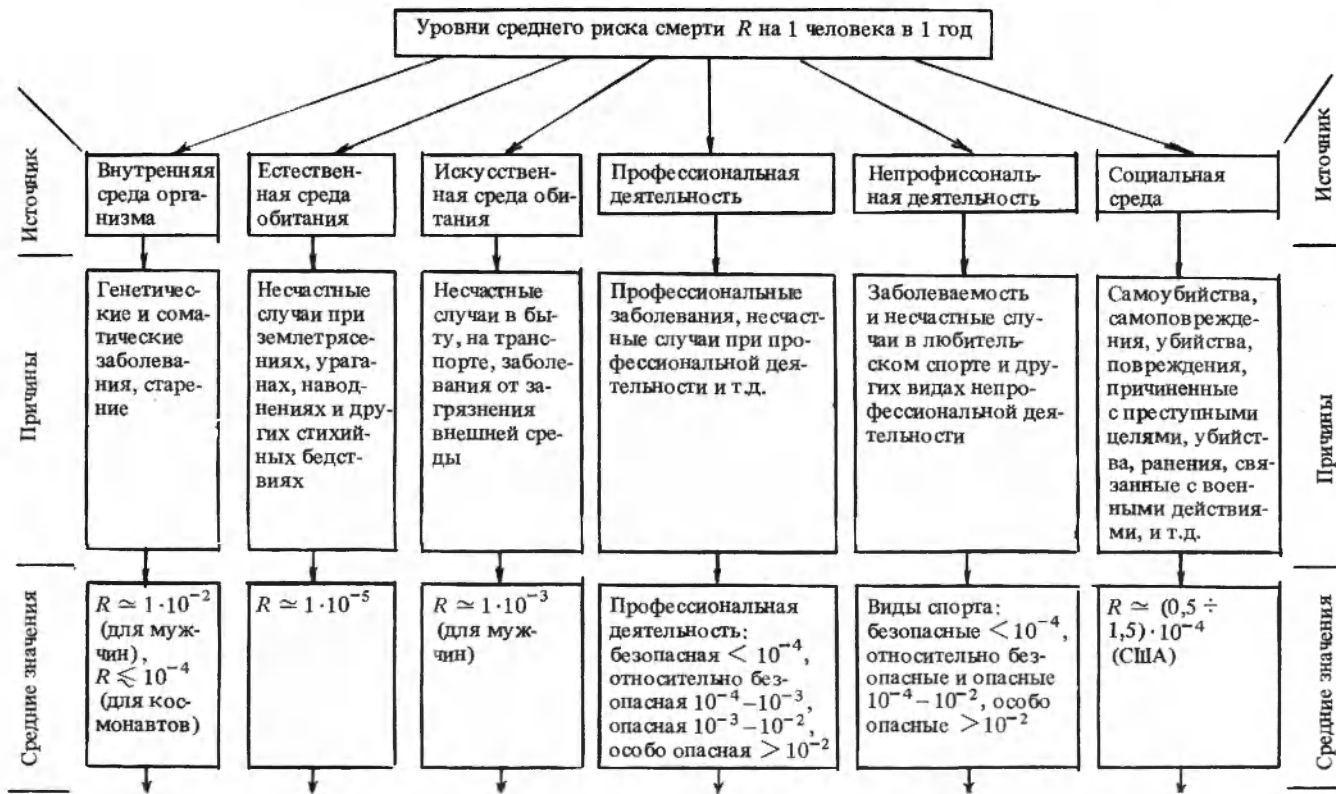 Уровни среднего риска смерти R на 1 человека в 1 год
Источник
Внутренняя
среда орга-
низма
Естествен-
ная среда
обитания
Искусствен-
ная среда оби-
тания
Профессиональная
деятельность
Непрофиссональ-
ная деятельность
Социальная
среда
Источник
Причины
Генетичес-
кие и сома-
тические
заболева-
ния, старе-
ние
Несчастные
случаи при
землетрясе-
ниях, урага-
нах, навод-
нениях и дру-
гих стихий-
ных бедст-
виях
Несчастные
случаи в бы-
ту, на транс-
порте, заболе-
вания от за-
грязнения
внешней сре-
ды
Профессиональные
заболевания, несчаст-
ные случаи при про-
фессиональной дея-
тельности и т.д.
Заболеваемость
и несчастные слу-
чаи в любитель-
ском спорте и дру-
гих видах непро-
фессиональной дея-
тельности
Самоубийства,
самоповрежде-
ния, убийства,
повреждения,
причиненные
с преступными
целями, убийст-
ва, ранения, свя-
занные с воен-
ными действия-
ми, и т.д.
Причины
Средние значения
R ≃ 1·10⁻²
(для муж-
чин),
R ⩽ 10⁻⁴
(для кос-
монавтов)
R ≃ 1·10⁻⁵
R ≃ 1·10⁻³
(для муж-
чин)
Профессиональная
деятельность:
безопасная < 10⁻⁴,
относительно без-
опасная 10⁻⁴–10⁻³,
опасная 10⁻³–10⁻²,
особо опасная > 10⁻²
Виды спорта:
безопасные < 10⁻⁴,
относительно без-
опасные и опасные
10⁻⁴–10⁻², особо
опасные > 10⁻²
R ≃ (0,5 ÷
1,5)·10⁻⁴
(США)
Средние значения